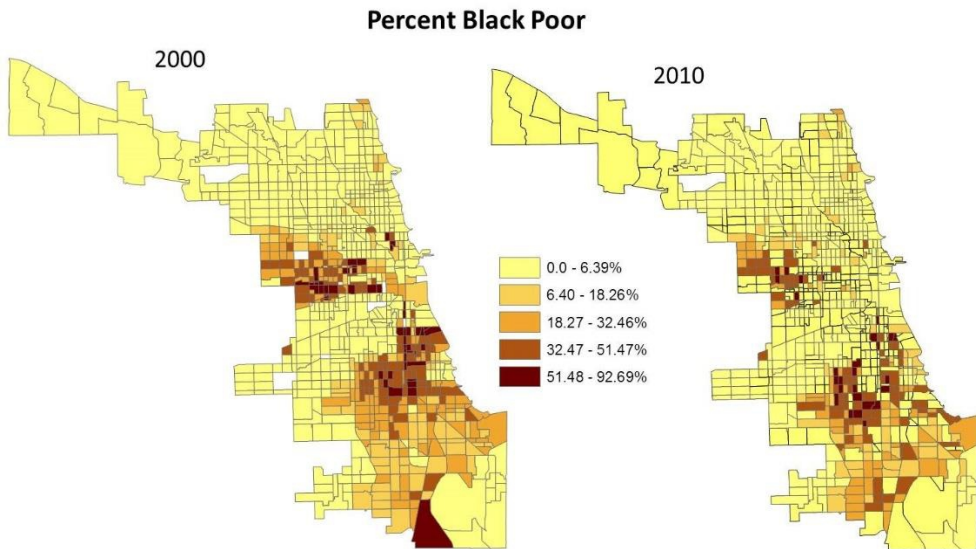 Percent Black Poor
2000
2010
0.0 - 6.39%
6.40 - 18.26%
18.27 - 32.46%
32.47 - 51.47%
51.48 - 92.69%